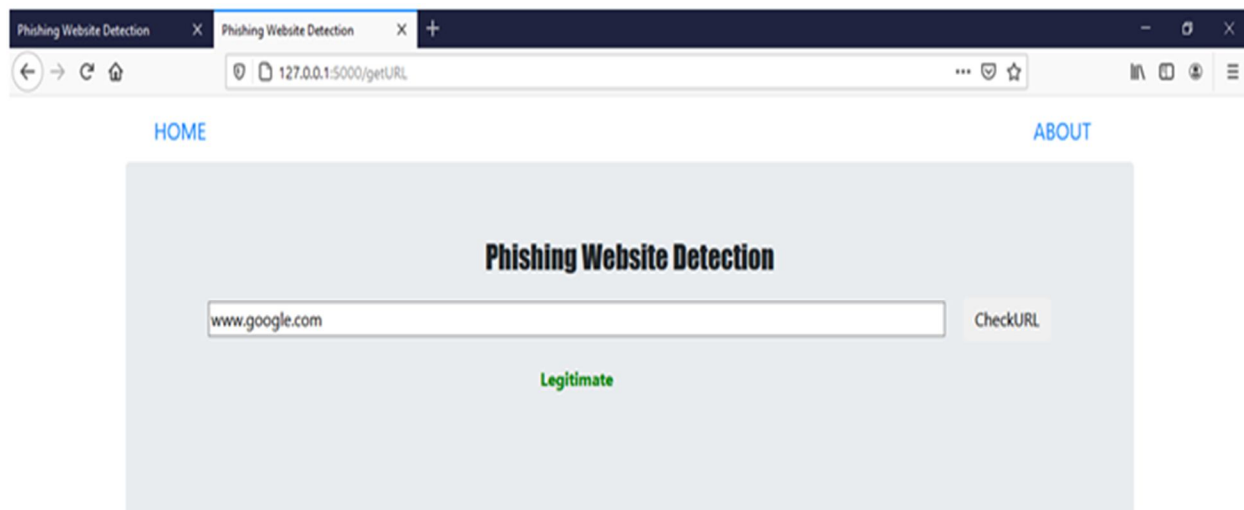 Phishing Website Detection Phishing Website Detection
127.0.0.1:5000/getURL
HOME ABOUT
Phishing Website Detection
www.google.com CheckURL
Legitimate